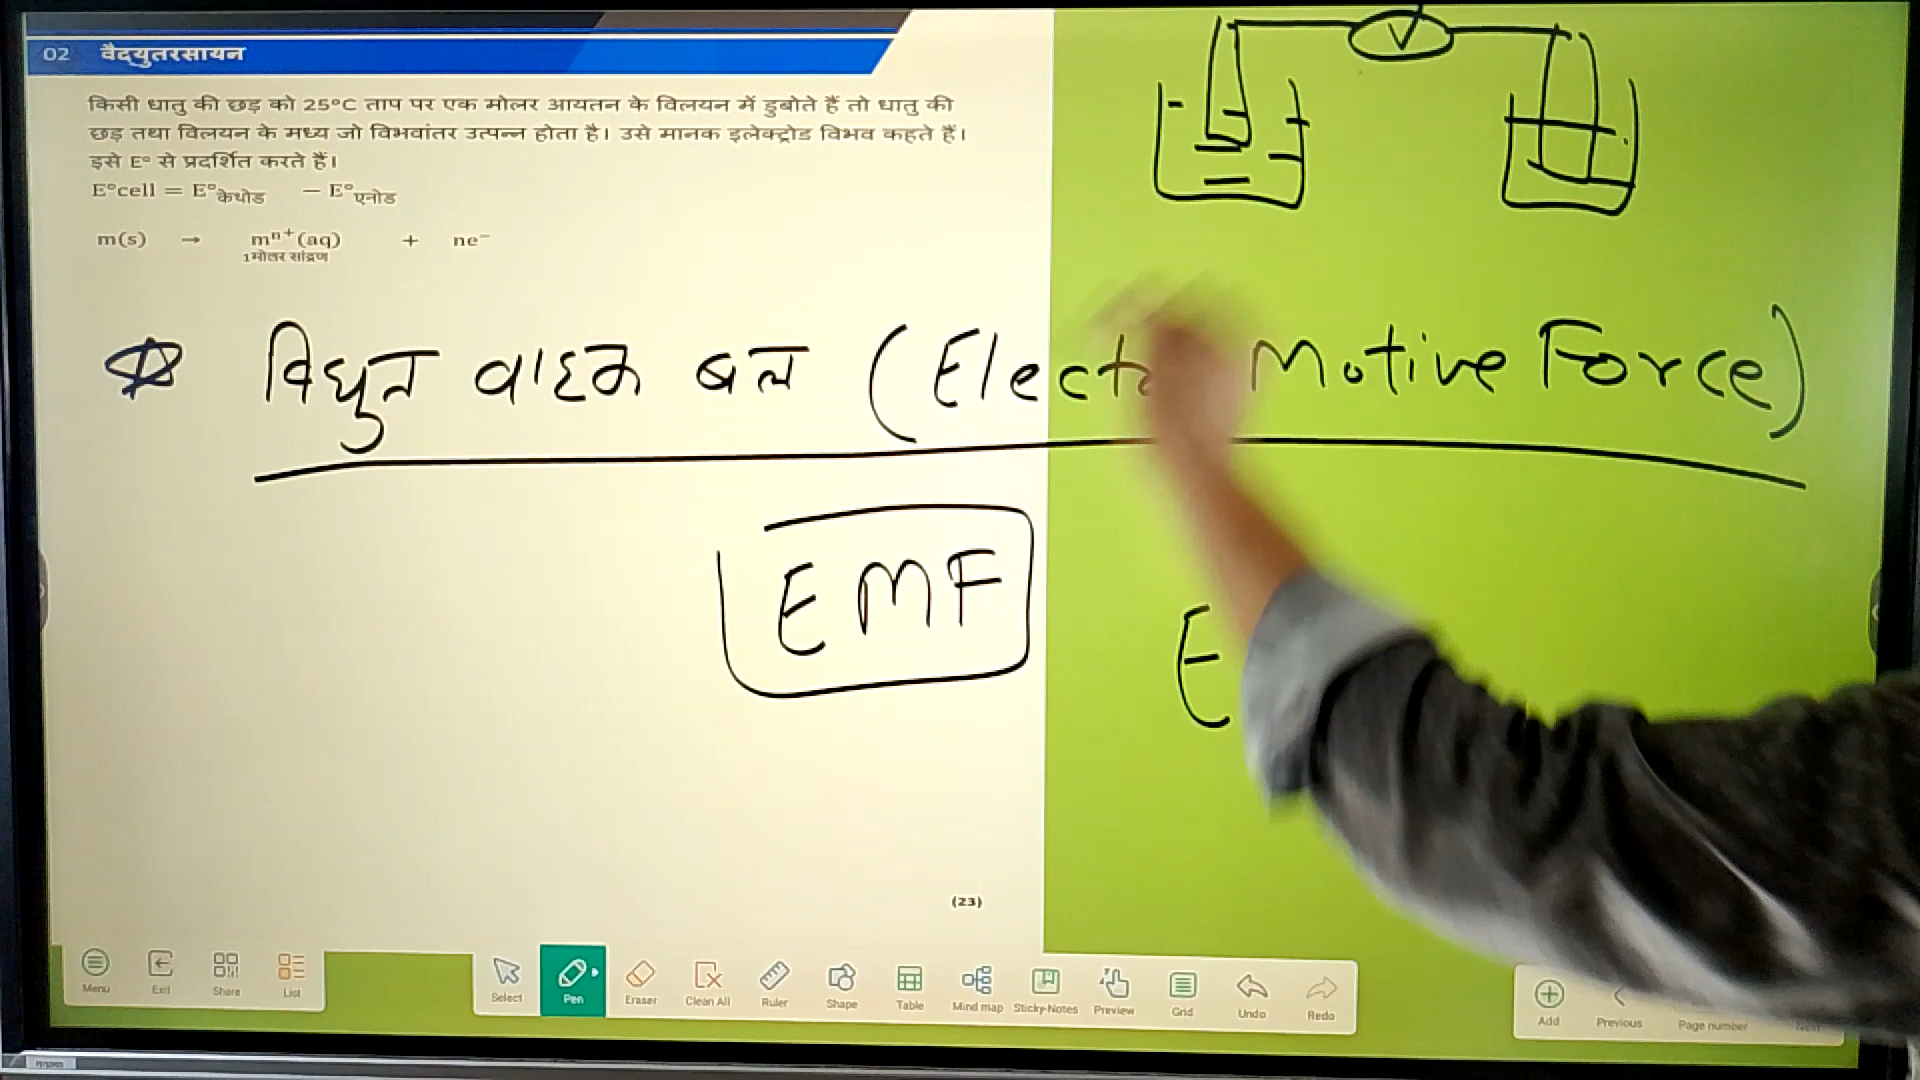 02 वैद्युतरसायन
किसी धातु की छड़ को 25°C ताप पर एक मोलर आयतन के विलयन में डुबोते हैं तो धातु की
छड़ तथा विलयन के मध्य जो विभवांतर उत्पन्न होता है। उसे मानक इलेक्ट्रोड विभव कहते हैं।
इसे E° से प्रदर्शित करते हैं।
E°cell = E°केथोड − E°एनोड
m(s) → mⁿ⁺(aq) + ne⁻
1मोलर सांद्रण
V
विधुत वाहक बल (Elect Motive Force)
EMF
E
(23)
Menu Exit Share List
Select Pen Eraser Clean All Ruler Shape Table Mind map Sticky-Notes Preview Grid Undo Redo
Add Previous Page number